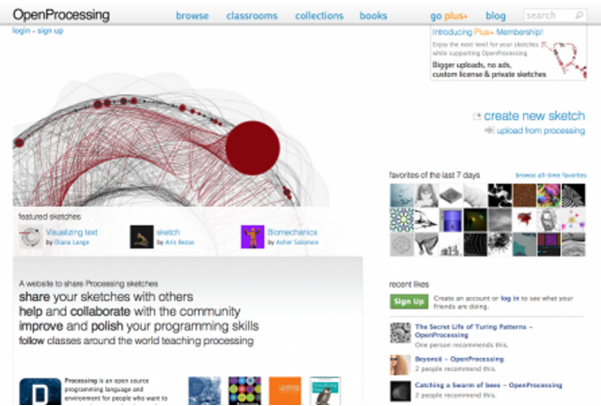 OpenProcessing
browse classrooms collections books go plus+ blog search
login - sign up
Introducing Plus+ Membership!
Enjoy the next level for your sketches
while supporting OpenProcessing
Bigger uploads, no ads,
custom license & private sketches
create new sketch
upload from processing
favorites of the last 7 days browse all-time favorites
featured sketches
Visualizing text
by Diana Lange
sketch
by Aris Bezas
Biomechanics
by Asher Salomon
A website to share Processing sketches
share your sketches with others
help and collaborate with the community
improve and polish your programming skills
follow classes around the world teaching processing
recent likes
Sign Up
Create an account or log in to see what your
friends are doing.
The Secret Life of Turing Patterns -
OpenProcessing
One person recommends this.
Beyoncé - OpenProcessing
2 people recommend this.
Catching a Swarm of bees - OpenProcessing
2 people recommend this.
Processing is an open source
programming language and
environment for people who want to